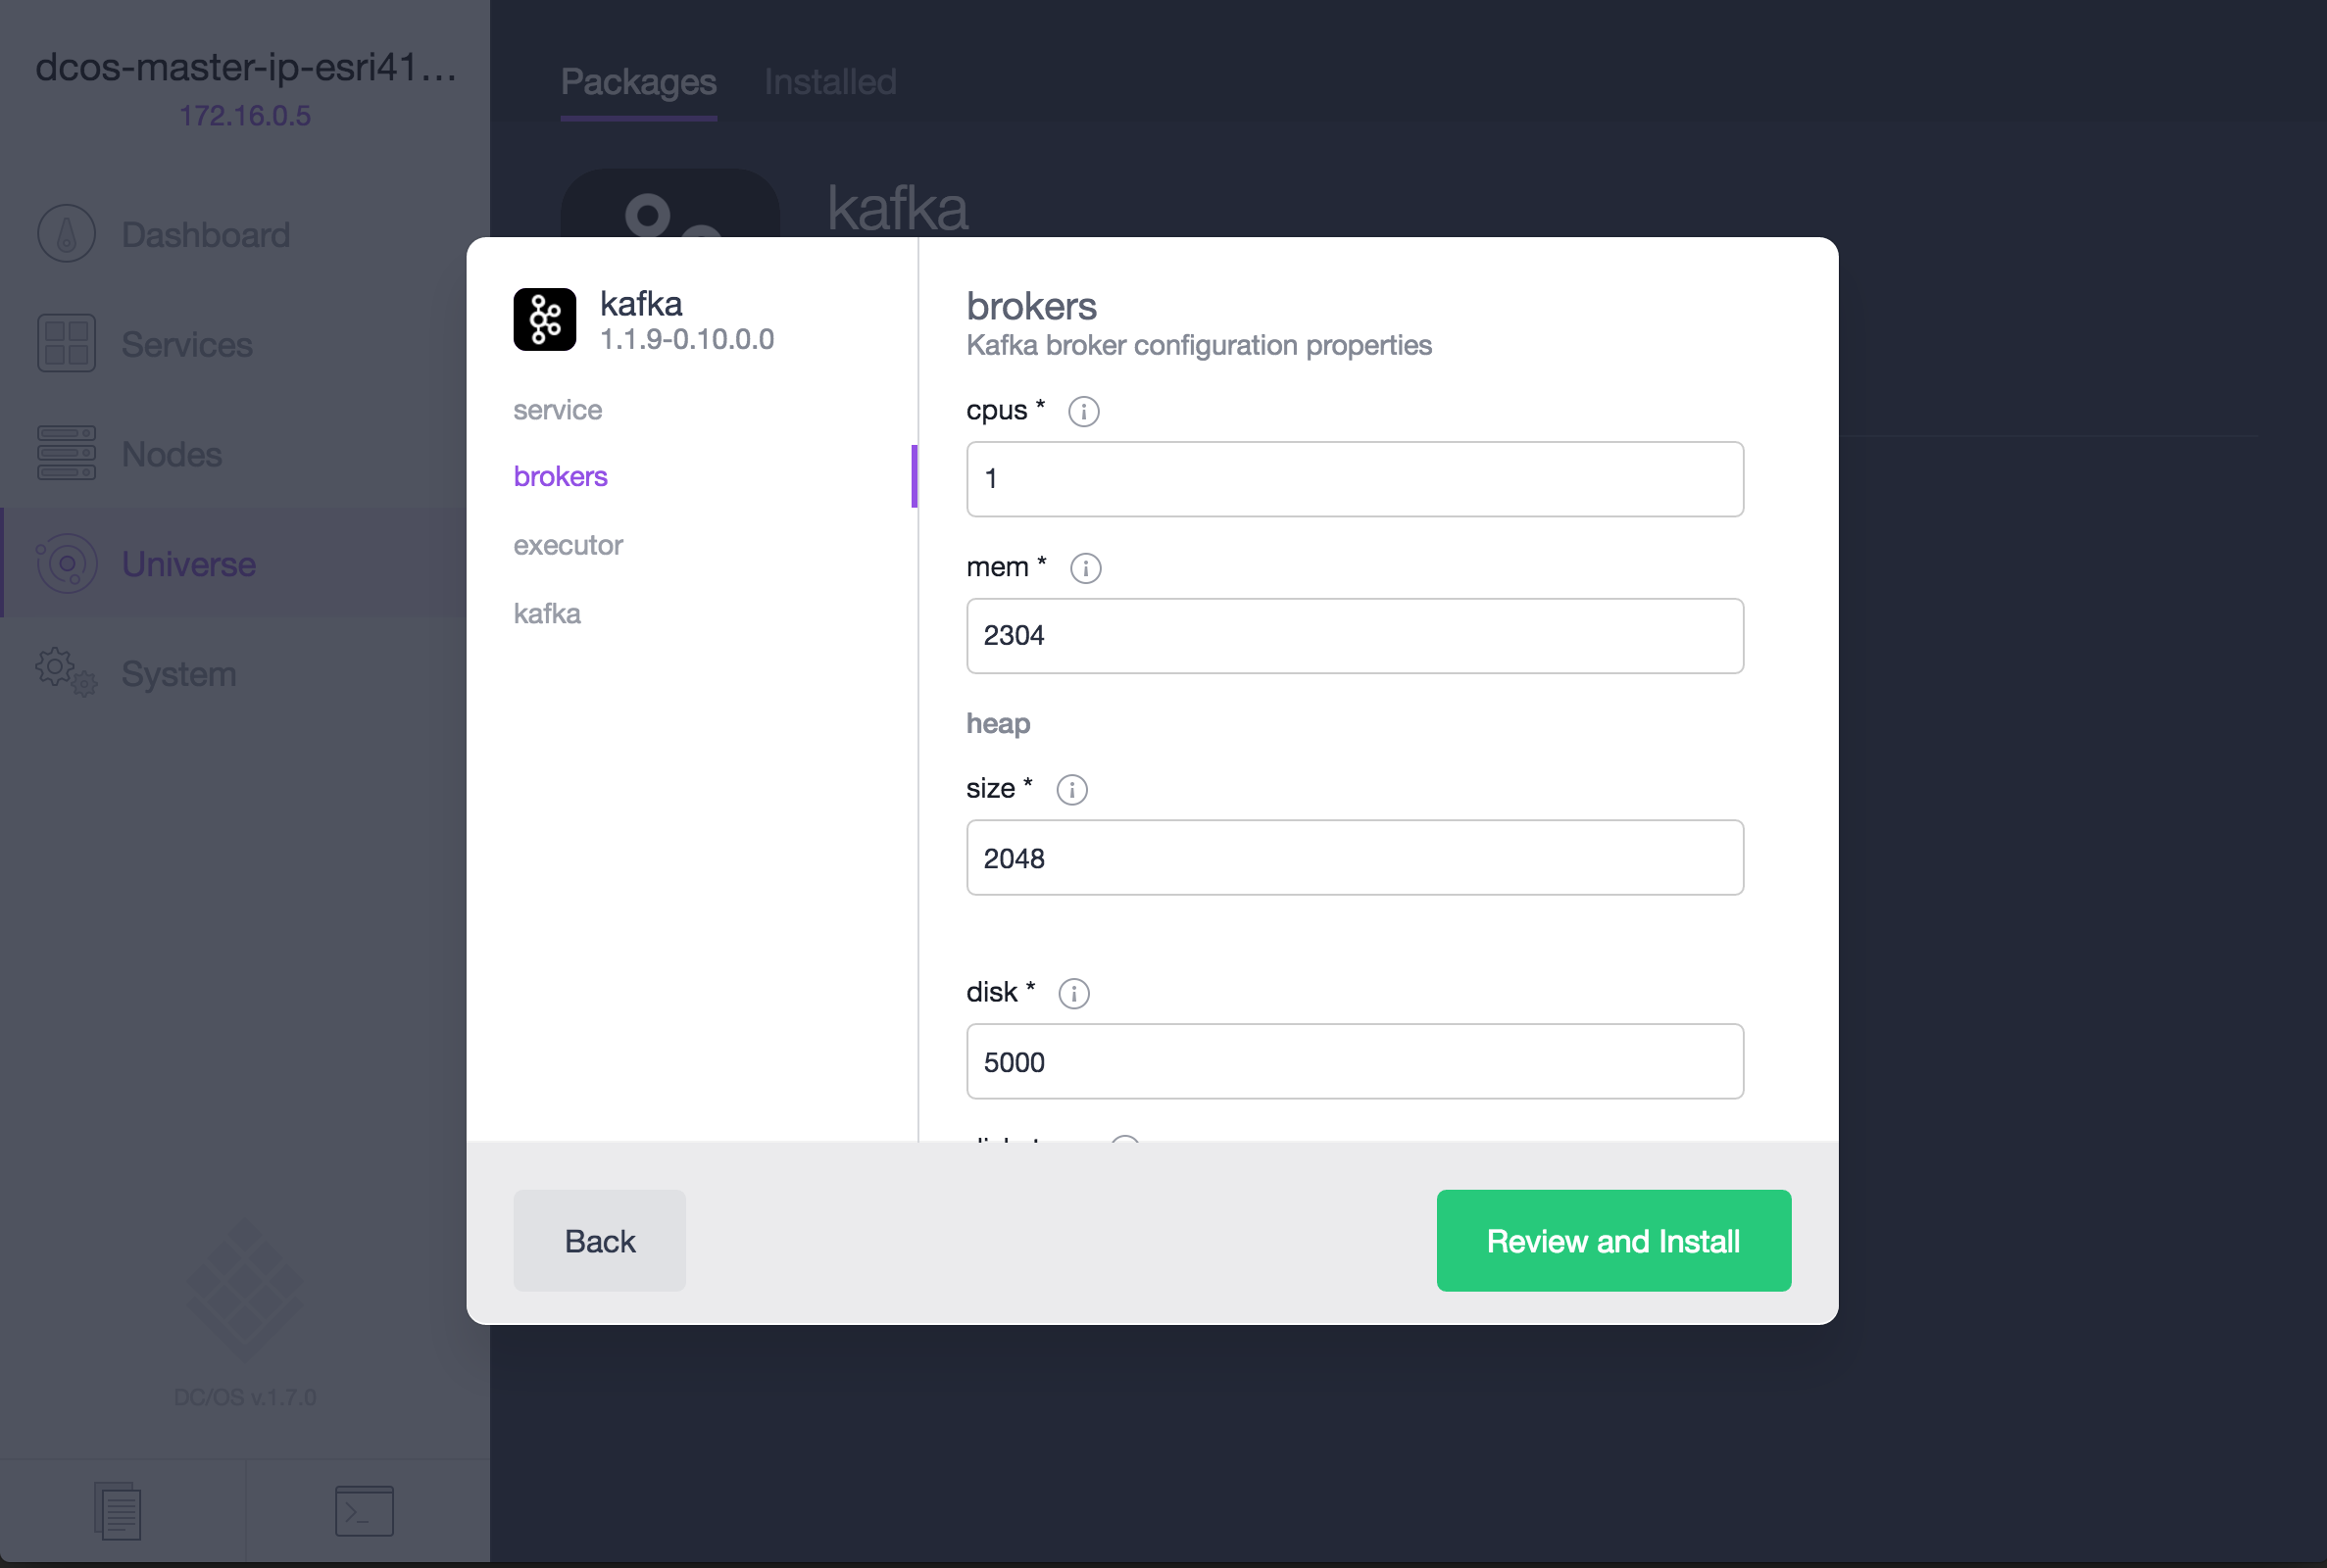 dcos-master-ip-esri41...
172.16.0.5
Dashboard
Services
Nodes
Universe
System
DC/OS v.1.7.0
Packages
Installed
kafka
kafka
1.1.9-0.10.0.0
service
brokers
executor
kafka
brokers
Kafka broker configuration properties
cpus *
1
mem *
2304
heap
size *
2048
disk *
5000
Back
Review and Install